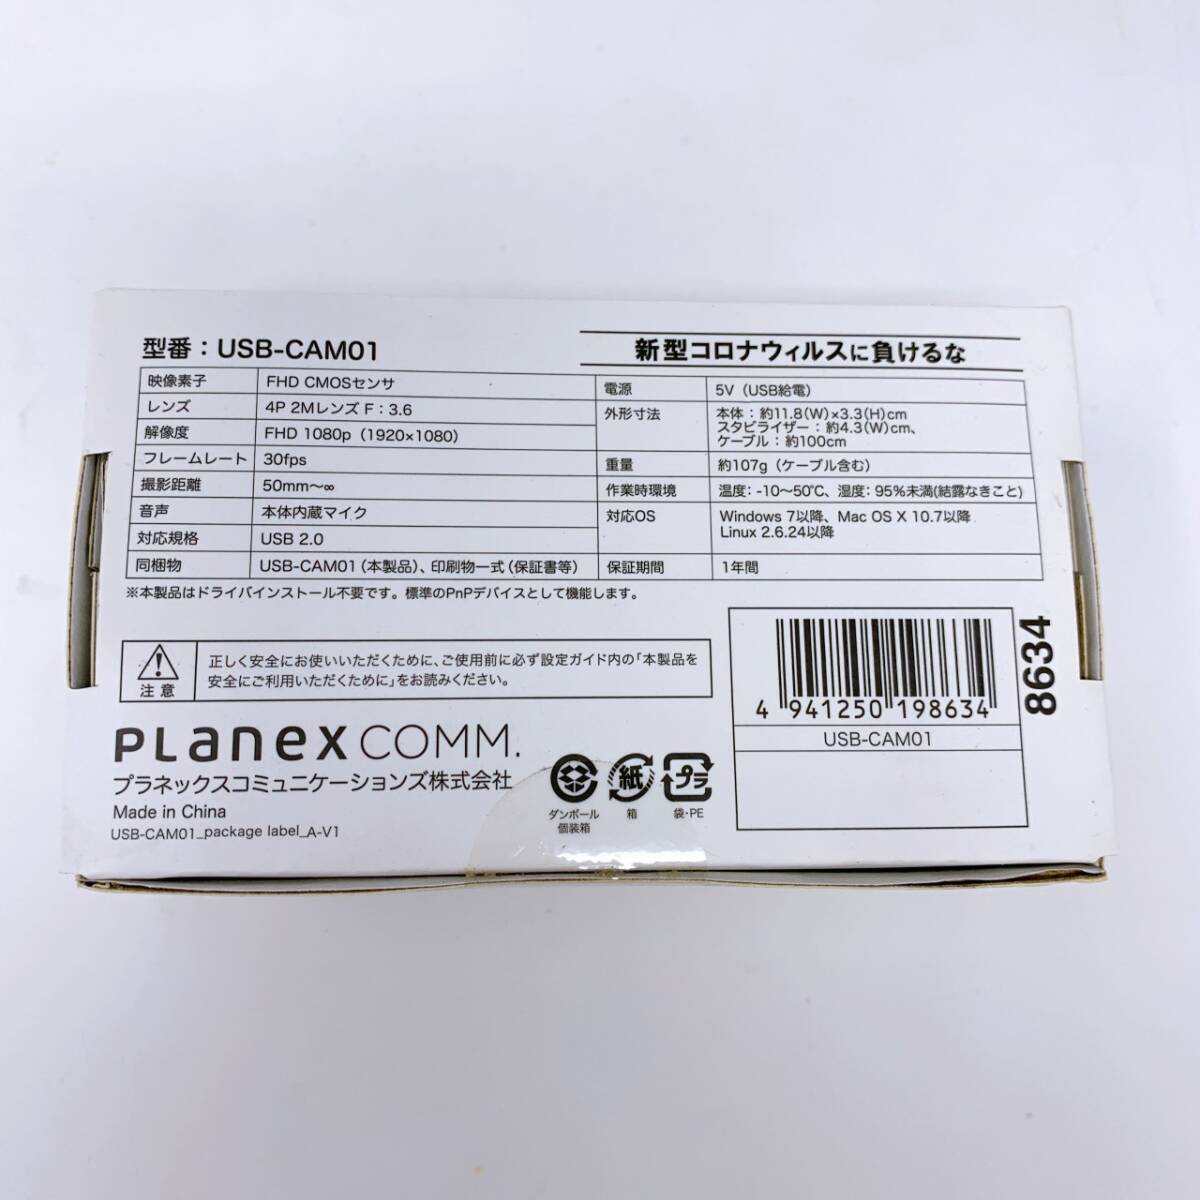 型番：USB-CAM01
新型コロナウィルスに負けるな
映像素子 FHD CMOSセンサ
レンズ 4P 2Mレンズ F：3.6
解像度 FHD 1080p（1920×1080）
フレームレート 30fps
撮影距離 50mm～∞
音声 本体内蔵マイク
対応規格 USB 2.0
同梱物 USB-CAM01（本製品）、印刷物一式（保証書等）
電源 5V（USB給電）
外形寸法 本体：約11.8(W)×3.3(H)cm
スタビライザー：約4.3(W)cm、
ケーブル：約100cm
重量 約107g（ケーブル含む）
作業時環境 温度：-10～50℃、湿度：95％未満(結露なきこと)
対応OS Windows 7以降、Mac OS X 10.7以降
Linux 2.6.24以降
保証期間 1年間
※本製品はドライバインストール不要です。標準のPnPデバイスとして機能します。
注意
正しく安全にお使いいただくために、ご使用前に必ず設定ガイド内の「本製品を
安全にご利用いただくために」をお読みください。
PLANEX COMM.
プラネックスコミュニケーションズ株式会社
Made in China
USB-CAM01_package label_A-V1
ダンボール
個装箱
紙
箱
プラ
袋・PE
4 941250 198634
USB-CAM01
8634